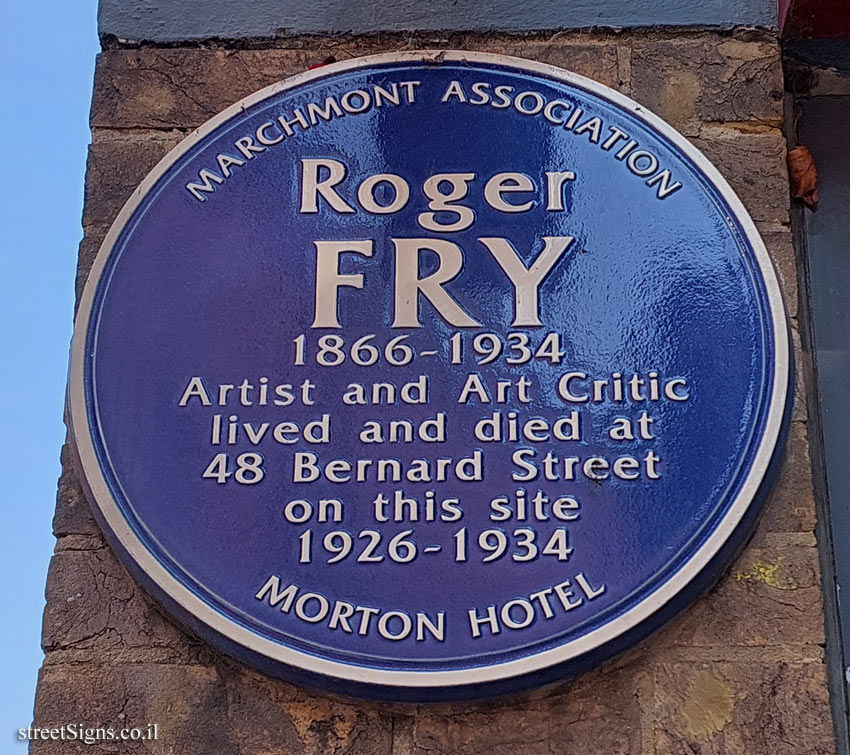 MARCHMONT ASSOCIATION
Roger
FRY
1866-1934
Artist and Art Critic
lived and died at
48 Bernard Street
on this site
1926-1934
MORTON HOTEL
streetSigns.co.il